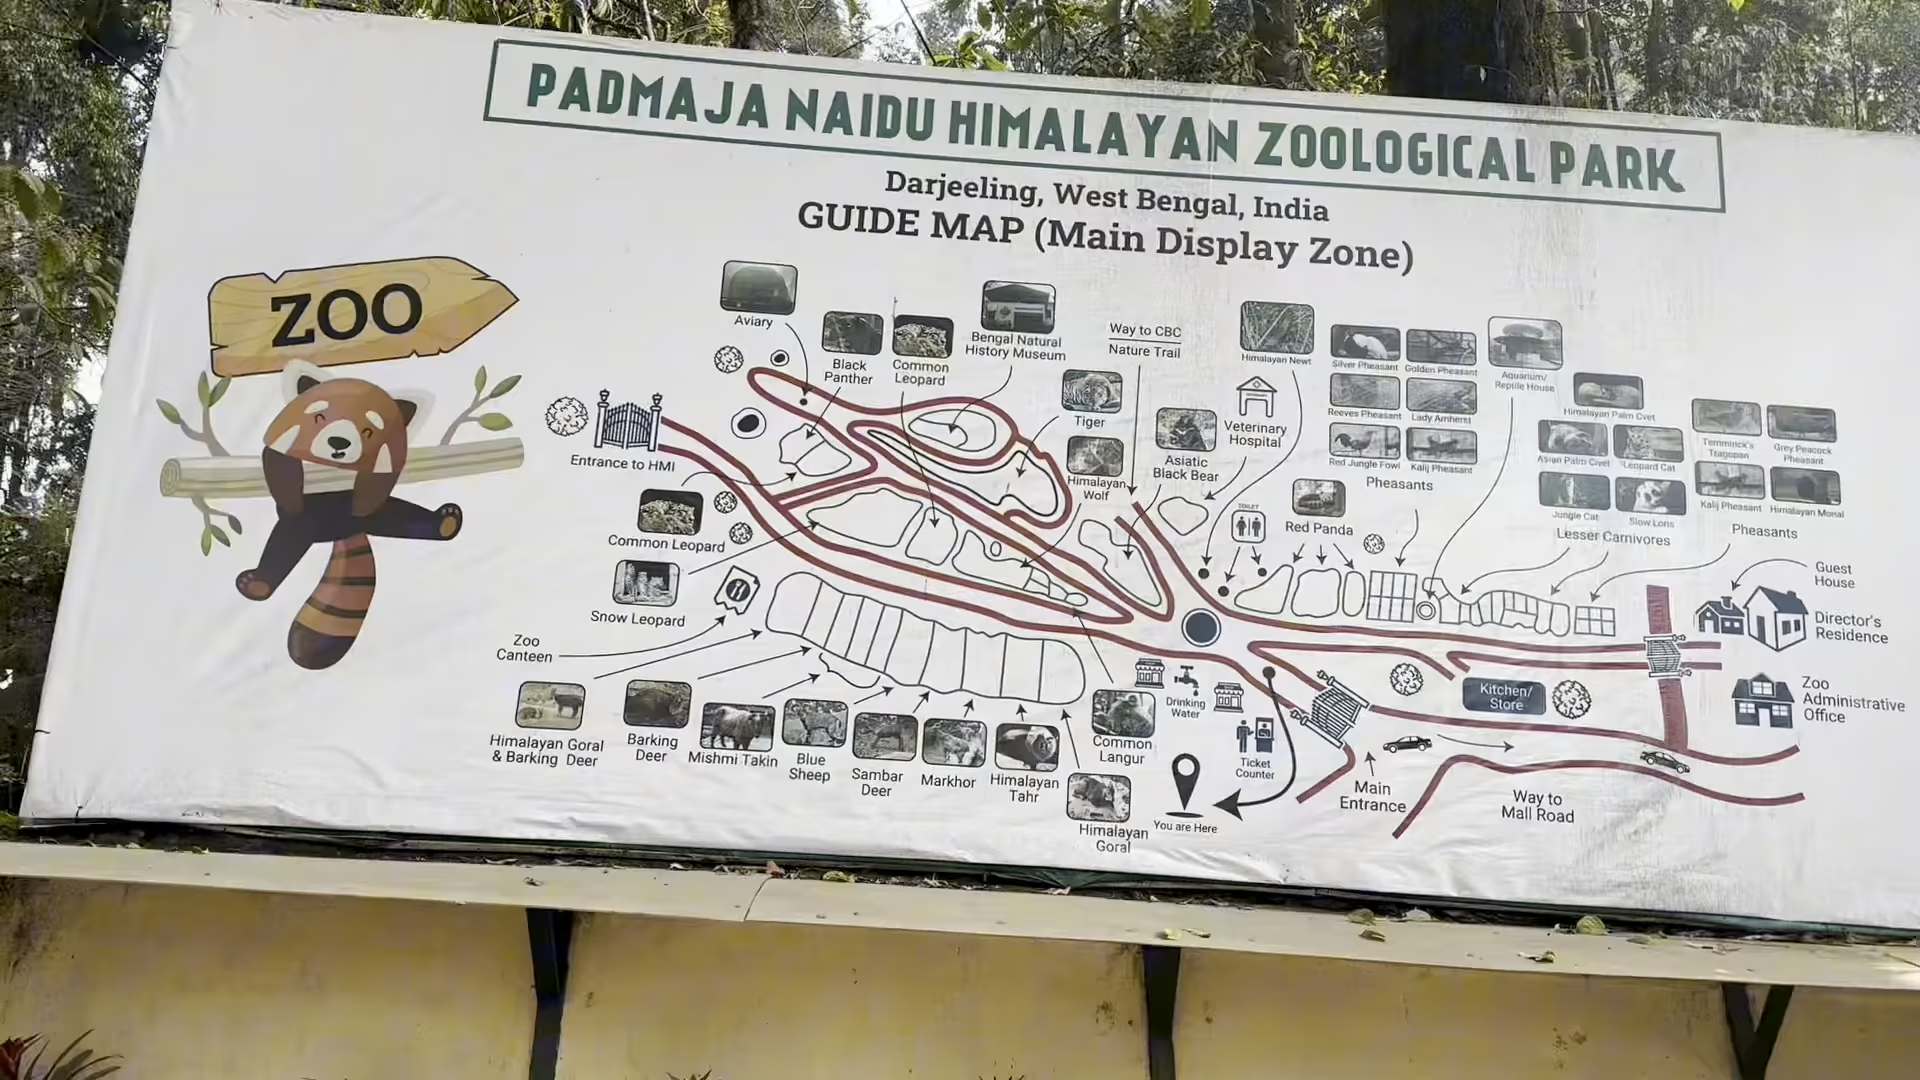 PADMAJA NAIDU HIMALAYAN ZOOLOGICAL PARK
Darjeeling, West Bengal, India
GUIDE MAP (Main Display Zone)
ZOO
Aviary
Black
Panther
Common
Leopard
Bengal Natural
History Museum
Way to CBC
Nature Trail
Tiger
Himalayan
Wolf
Asiatic
Black Bear
Veterinary
Hospital
Himalayan Newt
Silver Pheasant
Golden Pheasant
Reeves Pheasant
Lady Amherst
Red Jungle Fowl
Kalij Pheasant
Pheasants
Aquarium/
Reptile House
Himalayan Palm Cvet
Asian Palm Civet
Leopard Cat
Jungle Cat
Slow Loris
Lesser Carnivores
Temminck's
Tragopan
Grey Peacock
Pheasant
Kalij Pheasant
Himalayan Monal
Pheasants
TOILET
Red Panda
Guest
House
Director's
Residence
Zoo
Administrative
Office
Kitchen/
Store
Entrance to HMI
Common Leopard
Snow Leopard
Zoo
Canteen
Himalayan Goral
& Barking Deer
Barking
Deer
Mishmi Takin
Blue
Sheep
Sambar
Deer
Markhor
Himalayan
Tahr
Common
Langur
Himalayan
Goral
Drinking
Water
Ticket
Counter
You are Here
Main
Entrance
Way to
Mall Road